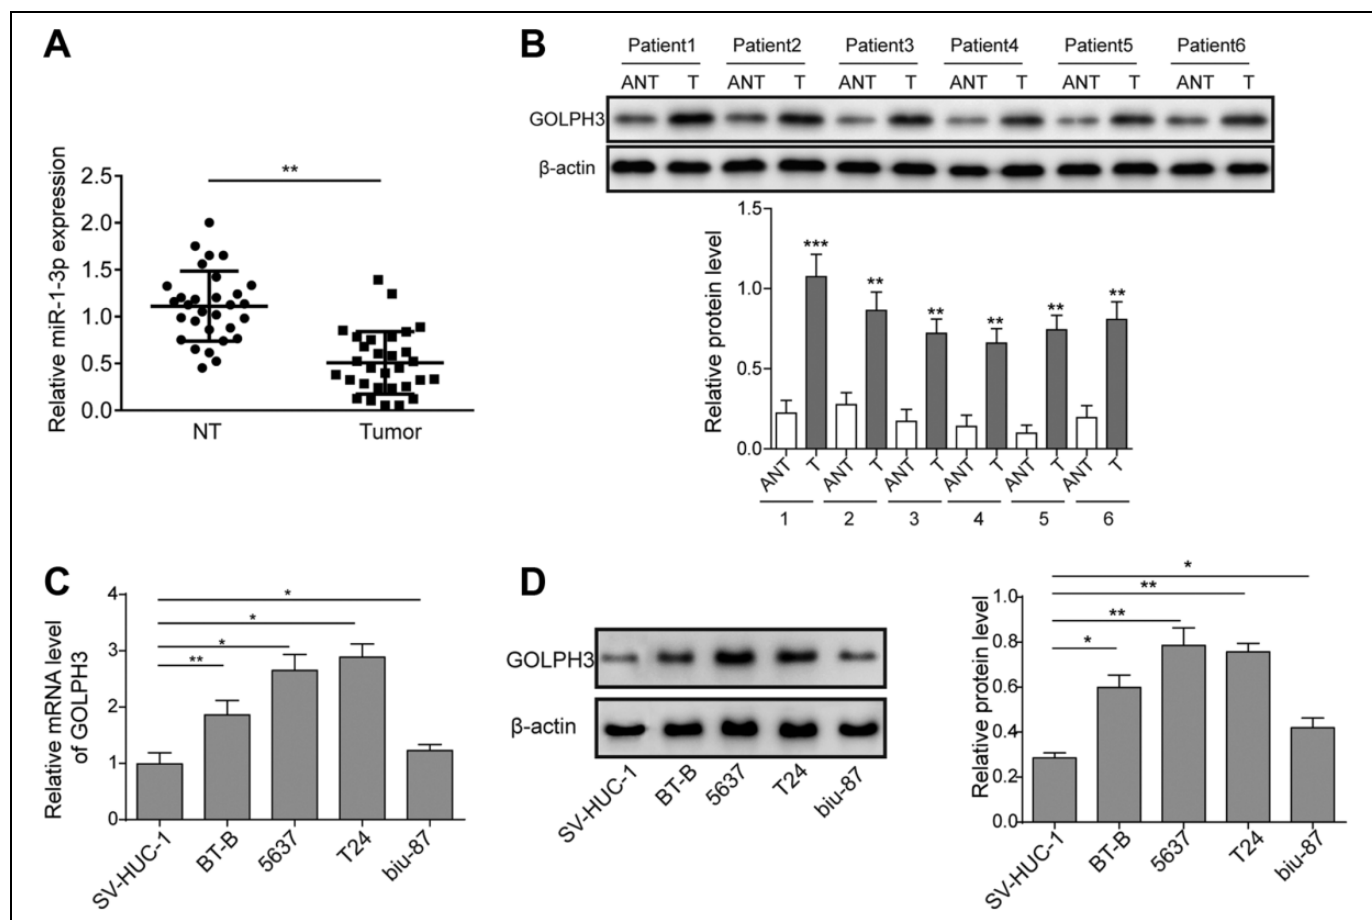 A
Relative miR-1-3p expression
2.5
2.0
1.5
1.0
0.5
0.0
**
NT Tumor
B
Patient1 Patient2 Patient3 Patient4 Patient5 Patient6
ANT T ANT T ANT T ANT T ANT T ANT T
GOLPH3
β-actin
Relative protein level
1.5
1.0
0.5
0.0
*** ** ** ** ** **
ANT T ANT T ANT T ANT T ANT T ANT T
1 2 3 4 5 6
C
Relative mRNA level
of GOLPH3
4
3
2
1
0
*
*
*
**
SV-HUC-1 BT-B 5637 T24 biu-87
D
GOLPH3
β-actin
SV-HUC-1 BT-B 5637 T24 biu-87
Relative protein level
1.0
0.8
0.6
0.4
0.2
0.0
*
**
**
*
SV-HUC-1 BT-B 5637 T24 biu-87